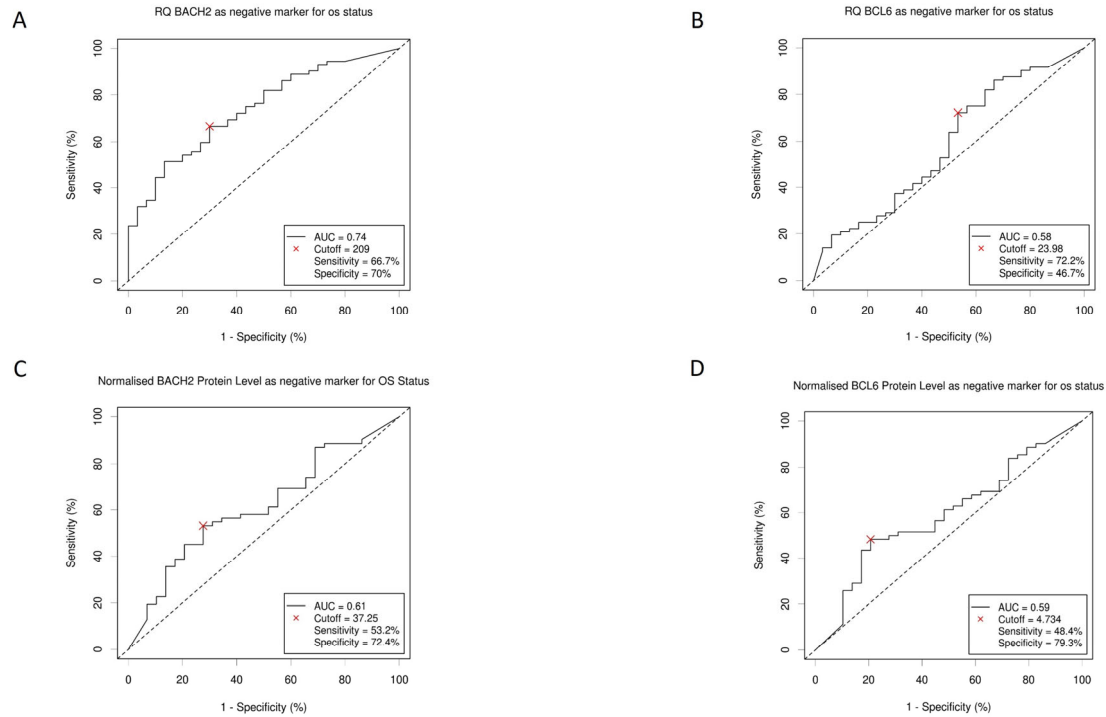 A
RQ BACH2 as negative marker for os status
Sensitivity (%)
100
80
60
40
20
0
AUC = 0.74
Cutoff = 209
Sensitivity = 66.7%
Specificity = 70%
0 20 40 60 80 100
1 - Specificity (%)
B
RQ BCL6 as negative marker for os status
Sensitivity (%)
100
80
60
40
20
0
AUC = 0.58
Cutoff = 23.98
Sensitivity = 72.2%
Specificity = 46.7%
0 20 40 60 80 100
1 - Specificity (%)
C
Normalised BACH2 Protein Level as negative marker for OS Status
Sensitivity (%)
100
80
60
40
20
0
AUC = 0.61
Cutoff = 37.25
Sensitivity = 53.2%
Specificity = 72.4%
0 20 40 60 80 100
1 - Specificity (%)
D
Normalised BCL6 Protein Level as negative marker for os status
Sensitivity (%)
100
80
60
40
20
0
AUC = 0.59
Cutoff = 4.734
Sensitivity = 48.4%
Specificity = 79.3%
0 20 40 60 80 100
1 - Specificity (%)